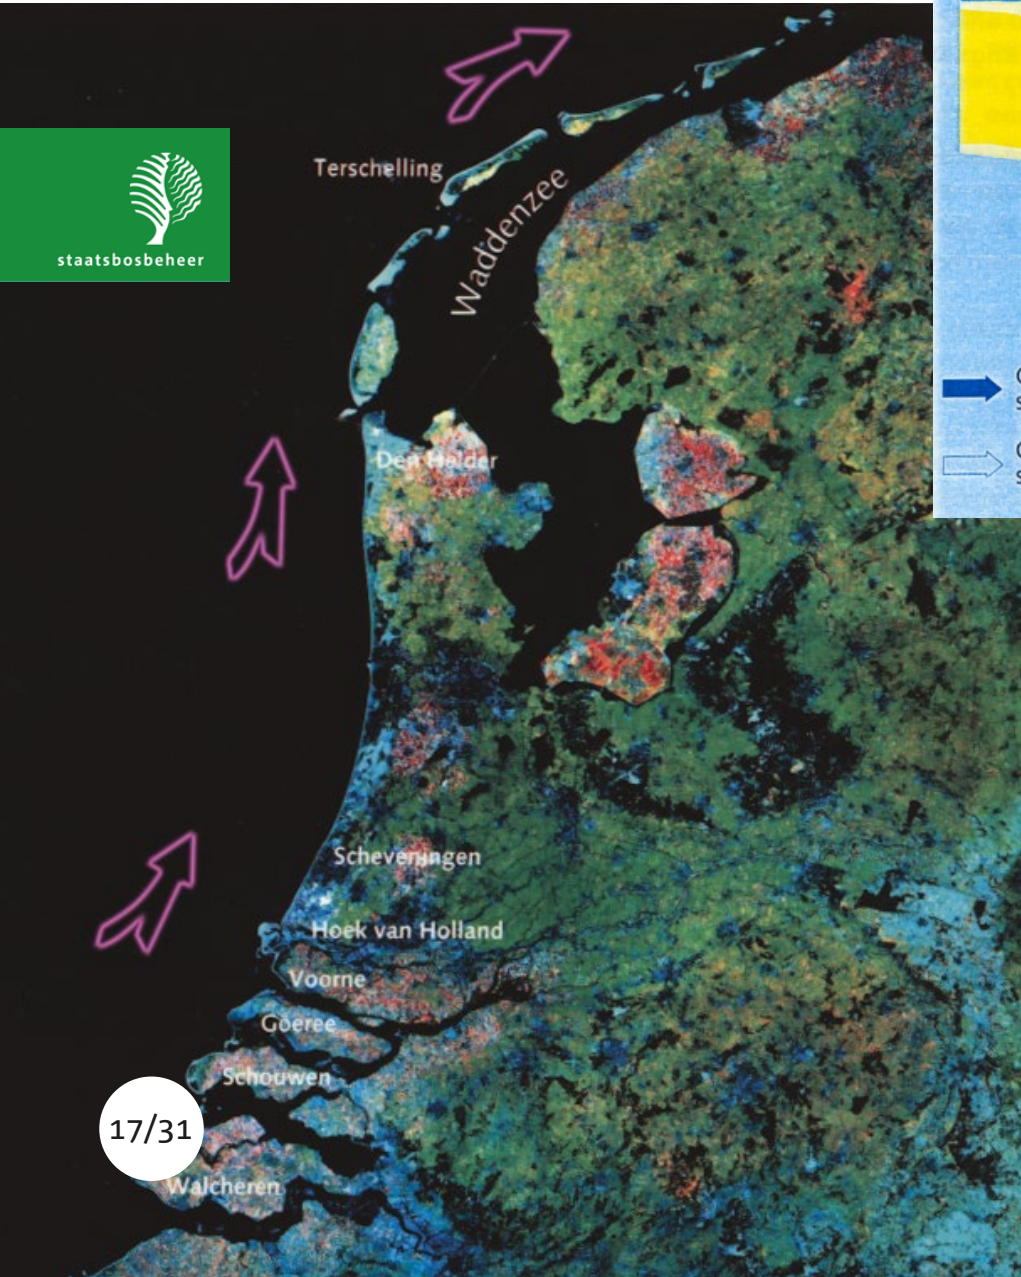 Terschelling
Waddenzee
staatsbosbeheer
Den Helder
Scheveningen
Hoek van Holland
Voorne
Goeree
Schouwen
17/31
Walcheren